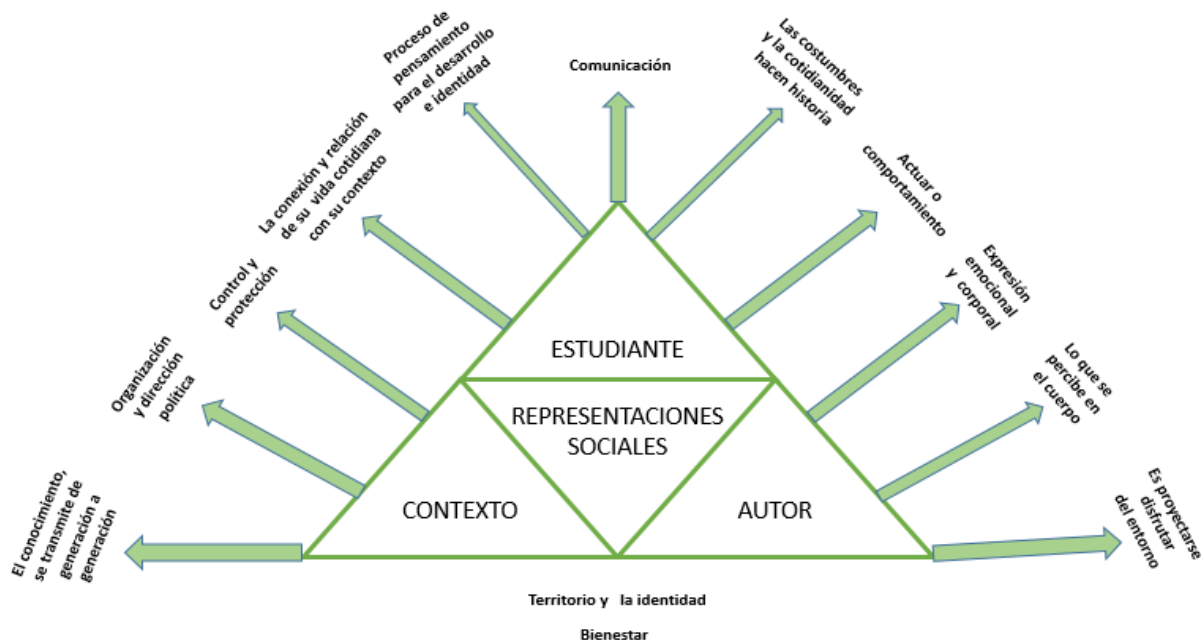 Proceso de
pensamiento
para el desarrollo
e identidad
Comunicación
Las costumbres
y la cotidianidad
hacen historia
La conexión y relación
de su vida cotidiana
con su contexto
Actuar o
comportamiento
Control y
protección
Expresión
emocional
y corporal
Organización
y dirección
política
Lo que se
percibe en
el cuerpo
El conocimiento,
se transmite de
generación a
generación
Es proyectarse
disfrutar
del entorno
ESTUDIANTE
REPRESENTACIONES
SOCIALES
CONTEXTO
AUTOR
Territorio y la identidad
Bienestar